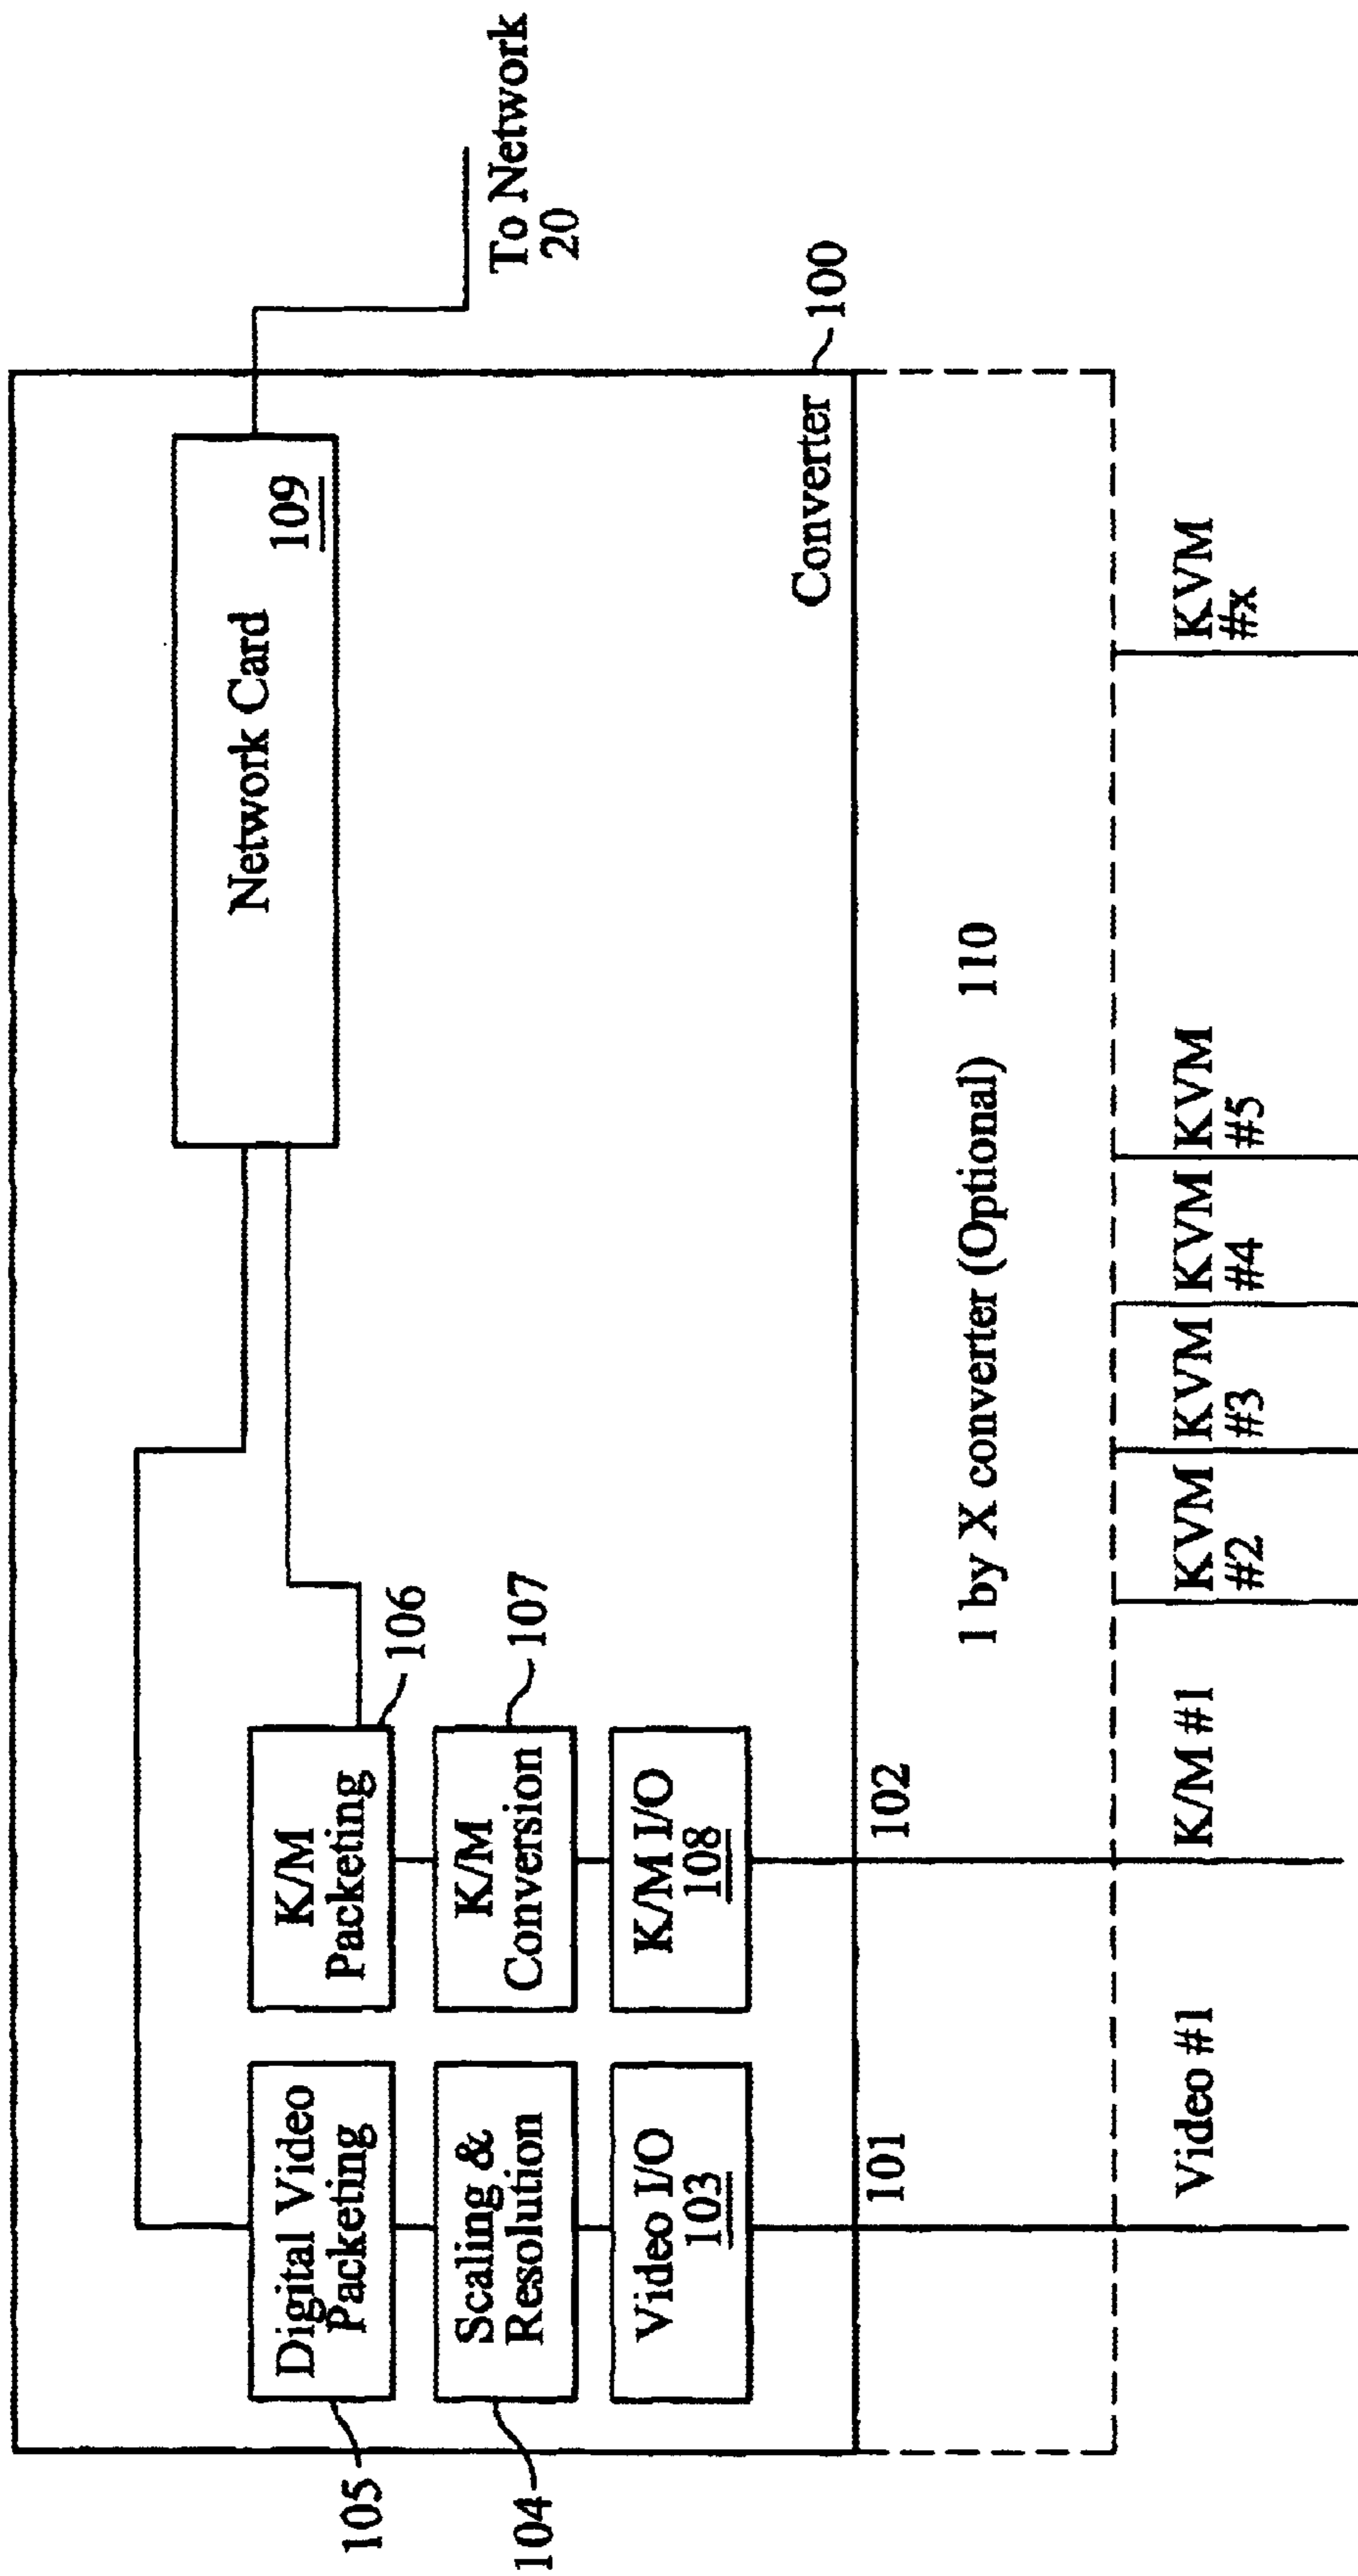 To Network
20
Network Card
109
100
Converter
Digital Video
Packeting
105
K/M
Packeting
106
Scaling &
Resolution
104
K/M
Conversion
107
Video I/O
103
K/M I/O
108
101
102
1 by X converter (Optional) 110
Video #1
K/M #1
KVM
#2
KVM
#3
KVM
#4
KVM
#5
KVM
#x